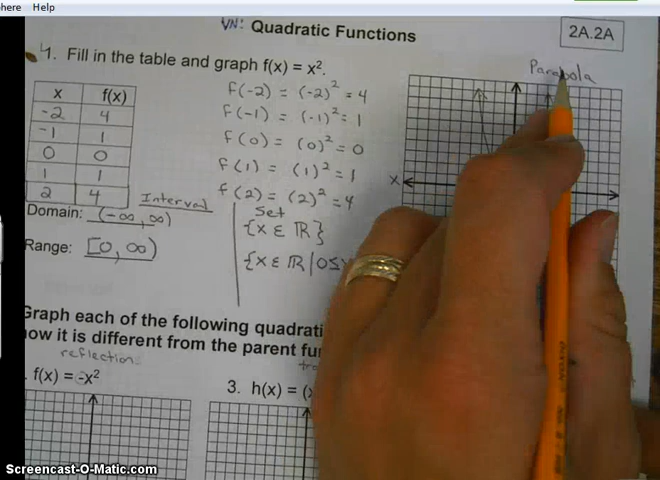 Help
VN: Quadratic Functions
2A.2A
1. Fill in the table and graph f(x) = x².
Parabola
x f(x)
-2 4
-1 1
0 0
1 1
2 4
f(-2) = (-2)² = 4
f(-1) = (-1)² = 1
f(0) = (0)² = 0
f(1) = (1)² = 1
f(2) = (2)² = 4
x
Interval
Set
Domain: (-∞, ∞)
{x ∈ ℝ}
Range: [0, ∞)
{x ∈ ℝ | 0 ≤
Graph each of the following quadrati
how it is different from the parent fu
reflection
f(x) = -x²
3. h(x) = (
Screencast-O-Matic.com